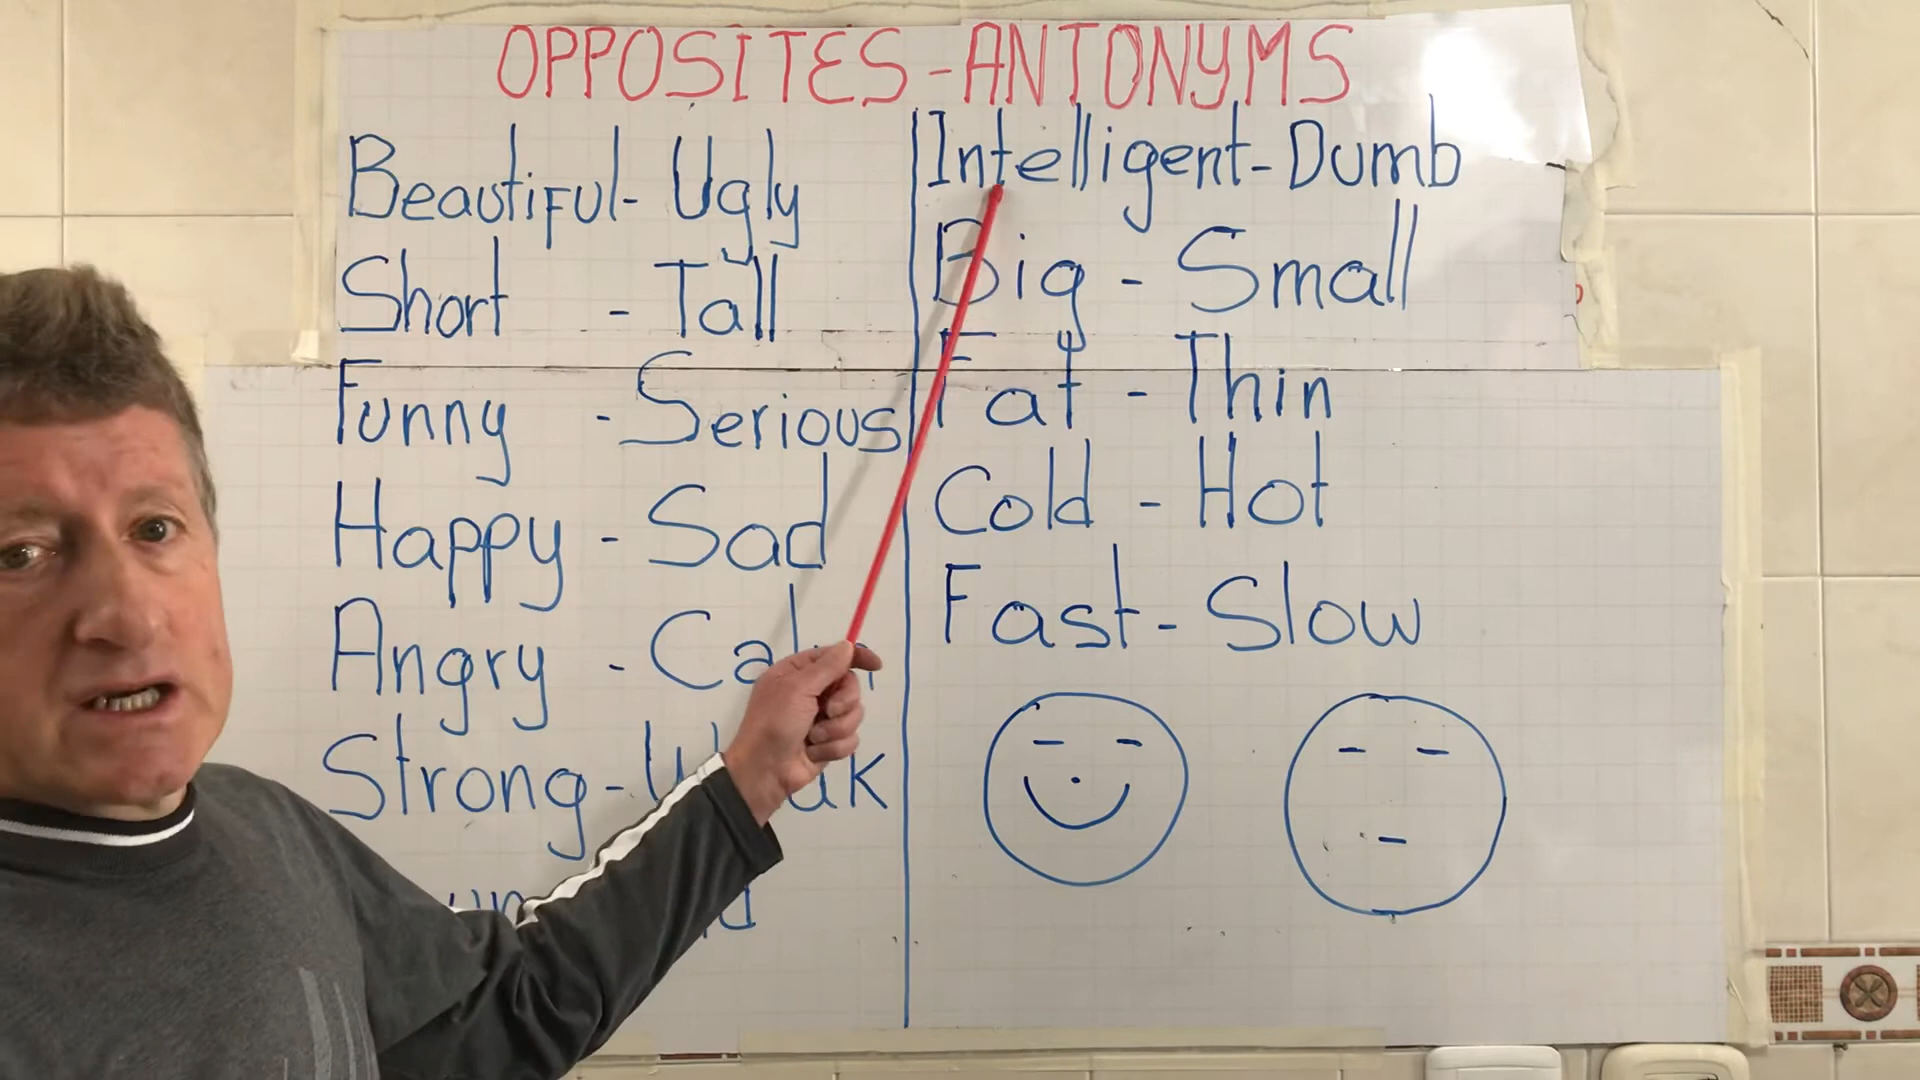 OPPOSITES - ANTONYMS
Beautiful - Ugly
Short - Tall
Funny - Serious
Happy - Sad
Angry -
Strong -
Intelligent - Dumb
Big - Small
Fat - Thin
Cold - Hot
Fast - Slow